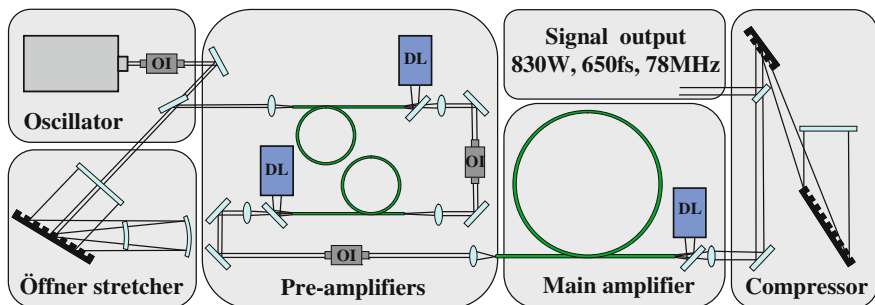 OI
Oscillator
DL
OI
DL
Pre-amplifiers
OI
Signal output
830W, 650fs, 78MHz
DL
Main amplifier
Compressor
Öffner stretcher